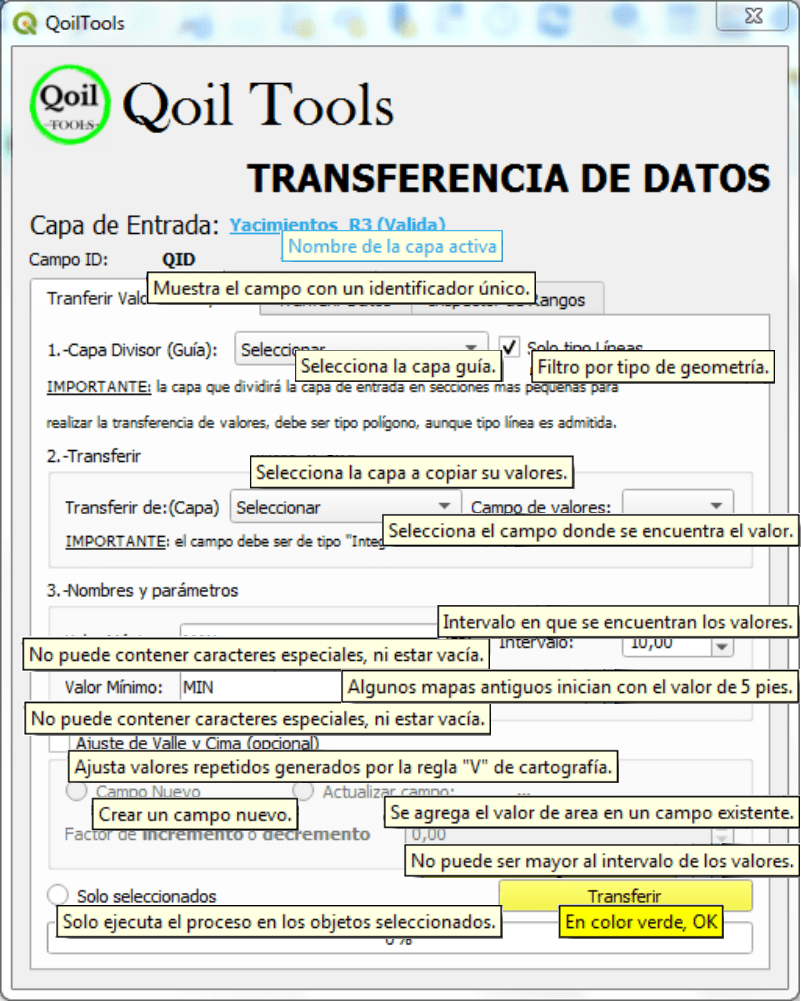 QoilTools
Qoil
TOOLS
Qoil Tools
TRANSFERENCIA DE DATOS
Capa de Entrada: Yacimientos_R3 (Valida)
Nombre de la capa activa
Campo ID: QID
Muestra el campo con un identificador único.
Tranferir Valo
Rangos
1.-Capa Divisor (Guía): Seleccionar Solo tipo Líneas
Selecciona la capa guía.
Filtro por tipo de geometría.
IMPORTANTE: la capa que dividirá la capa de entrada en secciones mas pequeñas para
realizar la transferencia de valores, debe ser tipo polígono, aunque tipo línea es admitida.
2.-Transferir
Selecciona la capa a copiar su valores.
Transferir de:(Capa) Seleccionar Campo de valores:
Selecciona el campo donde se encuentra el valor.
IMPORTANTE: el campo debe ser de tipo "Integ
3.-Nombres y parámetros
Intervalo en que se encuentran los valores.
Intervalo: 10,00
No puede contener caracteres especiales, ni estar vacía.
Valor Mínimo: MIN
Algunos mapas antiguos inician con el valor de 5 pies.
No puede contener caracteres especiales, ni estar vacía.
Ajuste de Valle y Cima (opcional)
Ajusta valores repetidos generados por la regla "V" de cartografía.
Campo Nuevo Actualizar campo: ...
Crear un campo nuevo.
Se agrega el valor de area en un campo existente.
Factor de incremento o decremento 0,00
No puede ser mayor al intervalo de los valores.
Solo seleccionados Transferir
Solo ejecuta el proceso en los objetos seleccionados.
En color verde, OK
0%